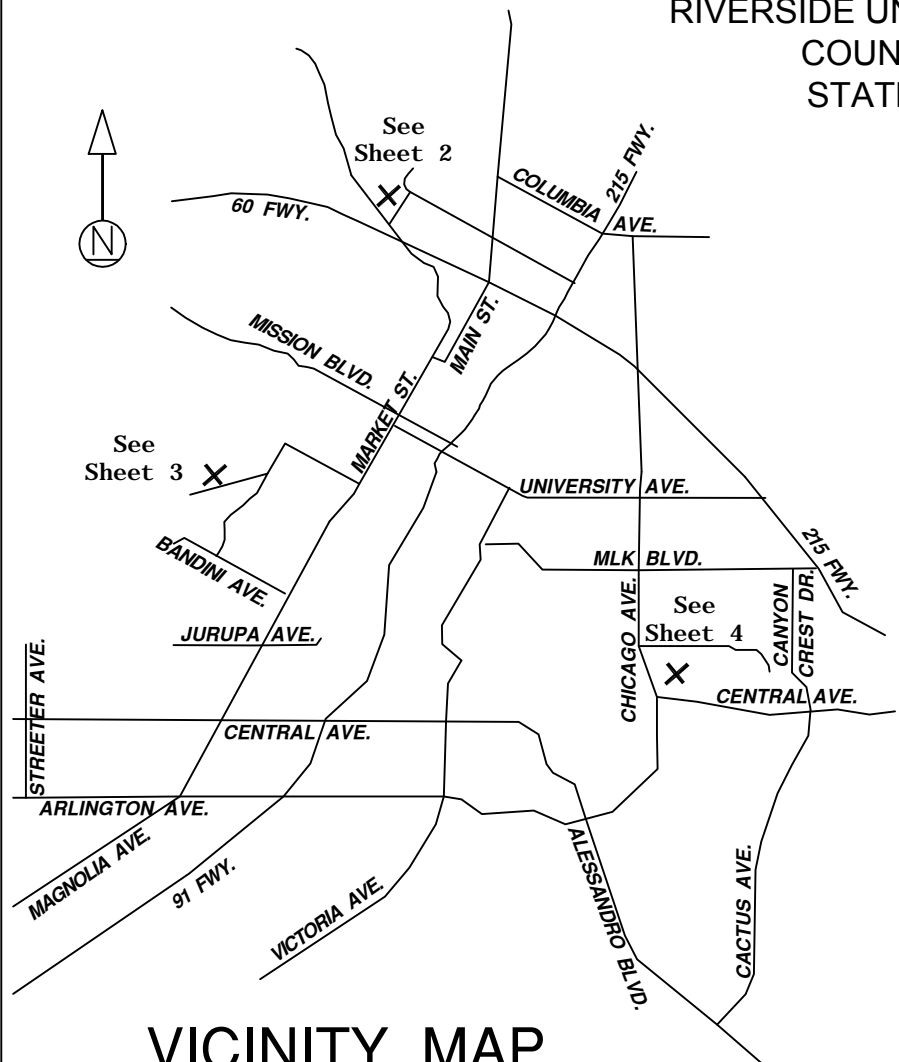 RIVERSIDE UN
COUN
STAT
See
Sheet 2
215 FWY.
COLUMBIA AVE.
60 FWY.
N
MAIN ST.
MISSION BLVD.
MARKET ST.
See
Sheet 3
UNIVERSITY AVE.
BANDINI AVE.
MLK BLVD.
215 FWY.
CANYON
CREST DR.
See
Sheet 4
CHICAGO AVE.
JURUPA AVE.
STREETER AVE.
CENTRAL AVE.
CENTRAL AVE.
ARLINGTON AVE.
MAGNOLIA AVE.
91 FWY.
VICTORIA AVE.
ALESSANDRO BLVD.
CACTUS AVE.
VICINITY MAP